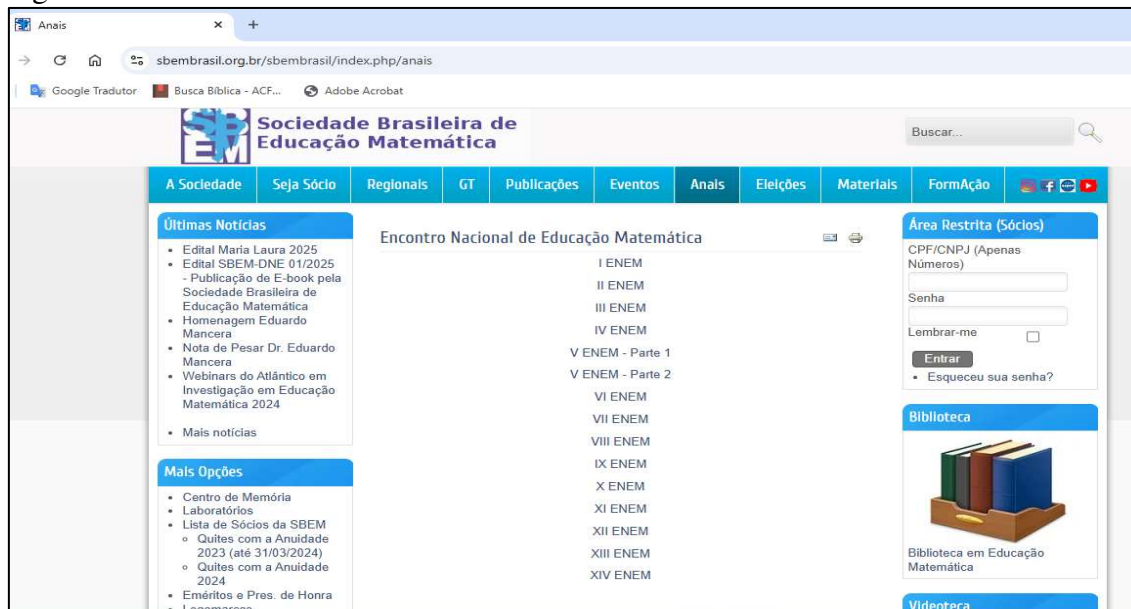 Anais
sbembrasil.org.br/sbembrasil/index.php/anais
Google Tradutor
Busca Bíblica - ACF...
Adobe Acrobat
SBEM
Sociedade Brasileira de
Educação Matemática
Buscar...
A Sociedade
Seja Sócio
Regionais
GT
Publicações
Eventos
Anais
Eleições
Materiais
FormAção
Últimas Notícias
Edital Maria Laura 2025
Edital SBEM-DNE 01/2025
- Publicação de E-book pela
Sociedade Brasileira de
Educação Matemática
Homenagem Eduardo
Mancera
Nota de Pesar Dr. Eduardo
Mancera
Webinars do Atlântico em
Investigação em Educação
Matemática 2024
Mais notícias
Mais Opções
Centro de Memória
Laboratórios
Lista de Sócios da SBEM
Quites com a Anuidade
2023 (até 31/03/2024)
Quites com a Anuidade
2024
Eméritos e Pres. de Honra
Encontro Nacional de Educação Matemática
I ENEM
II ENEM
III ENEM
IV ENEM
V ENEM - Parte 1
V ENEM - Parte 2
VI ENEM
VII ENEM
VIII ENEM
IX ENEM
X ENEM
XI ENEM
XII ENEM
XIII ENEM
XIV ENEM
Área Restrita (Sócios)
CPF/CNPJ (Apenas
Números)
Senha
Lembrar-me
Entrar
Esqueceu sua senha?
Biblioteca
Biblioteca em Educação
Matemática
Videoteca